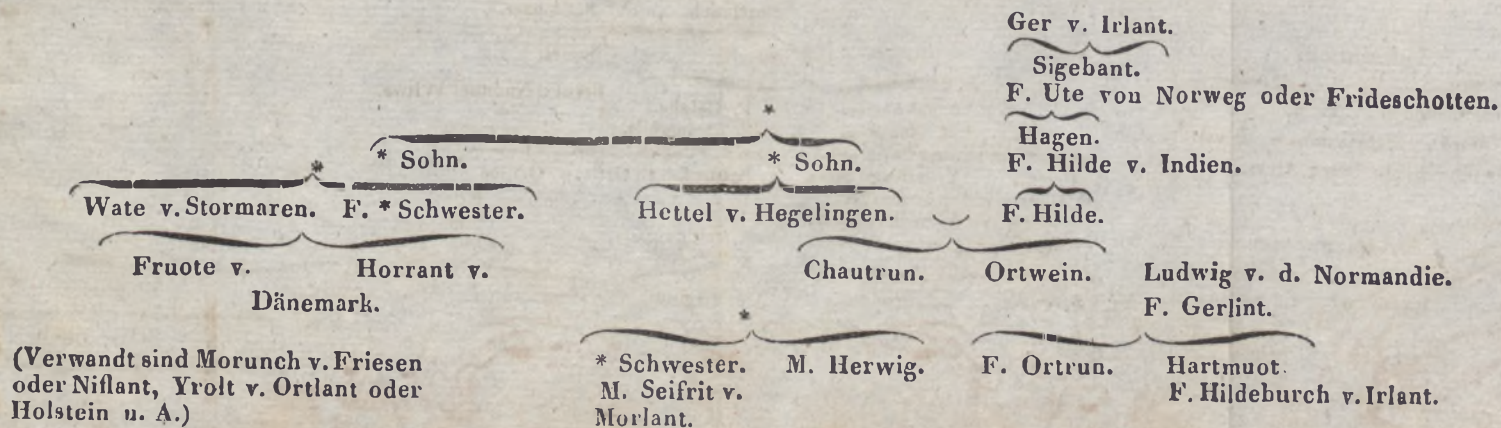 Ger v. Irlant.
Sigebant.
F. Ute von Norweg oder Frideschotten.
*
Hagen.
* Sohn. * Sohn. F. Hilde v. Indien.
*
Wate v. Stormaren. F. * Schwester. Hettel v. Hegelingen. F. Hilde.
Fruote v. Horrant v. Chautrun. Ortwein. Ludwig v. d. Normandie.
Dänemark. F. Gerlint.
*
(Verwandt sind Morunch v. Friesen * Schwester. M. Herwig. F. Ortrun. Hartmuot.
oder Niflant, Yrolt v. Ortlant oder M. Seifrit v. F. Hildeburch v. Irlant.
Holstein u. A.) Morlant.